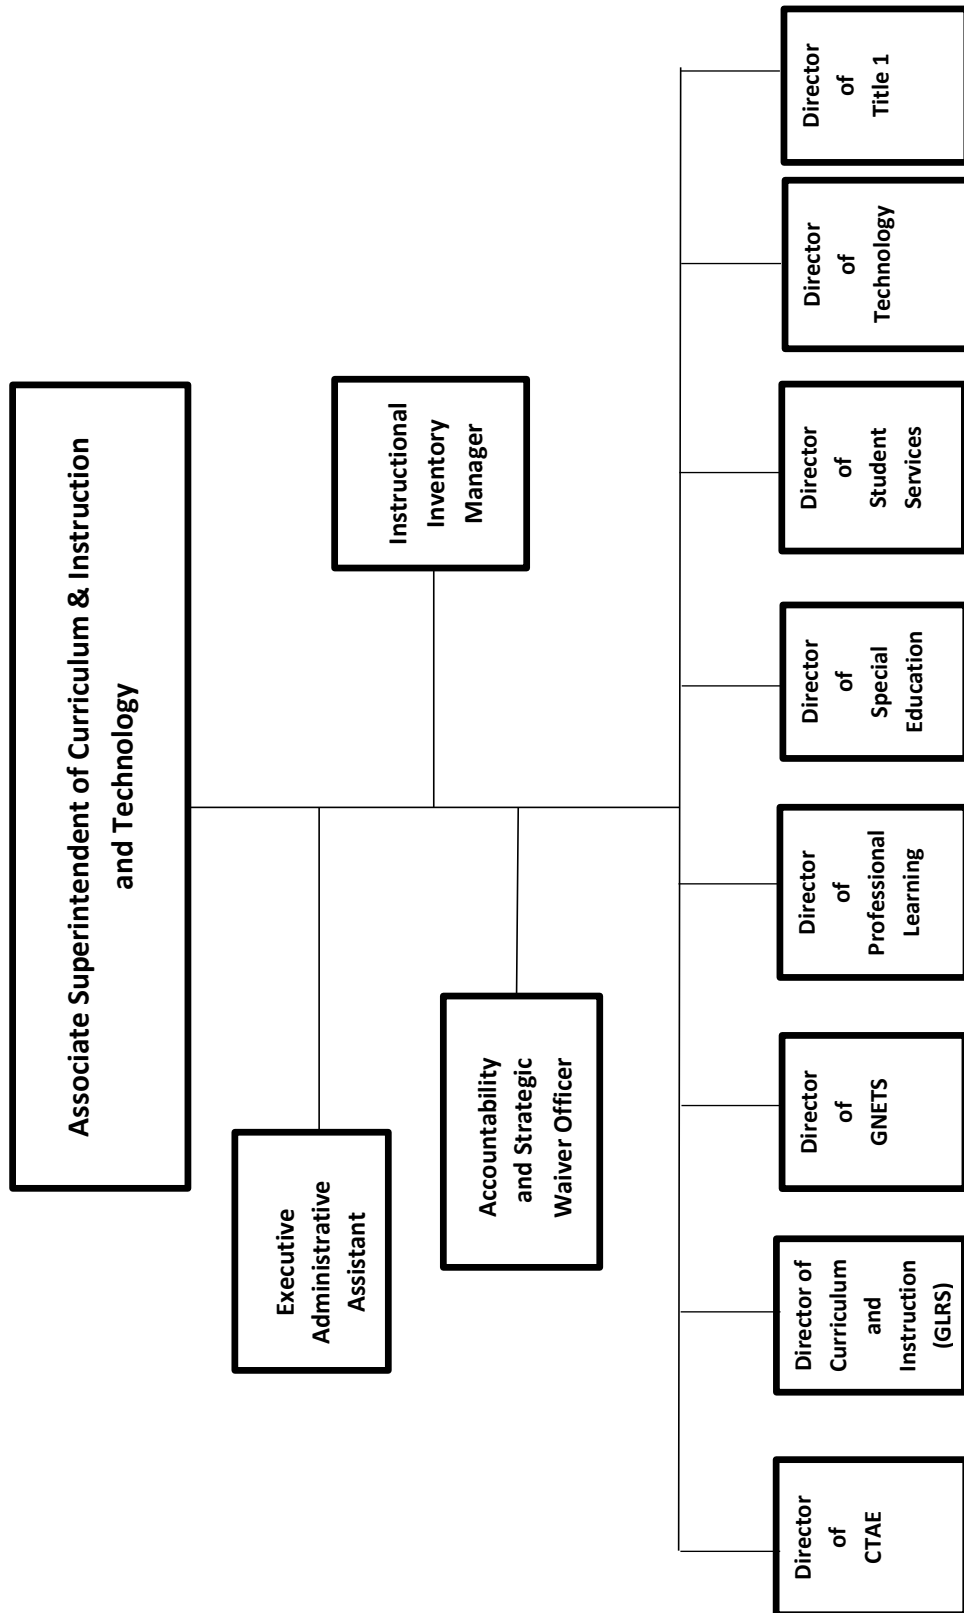 Associate Superintendent of Curriculum & Instruction
and Technology
Executive
Administrative
Assistant
Instructional
Inventory
Manager
Accountability
and Strategic
Waiver Officer
Director
of
CTAE
Director of
Curriculum
and
Instruction
(GLRS)
Director
of
GNETS
Director
of
Professional
Learning
Director
of
Special
Education
Director
of
Student
Services
Director
of
Technology
Director
of
Title 1